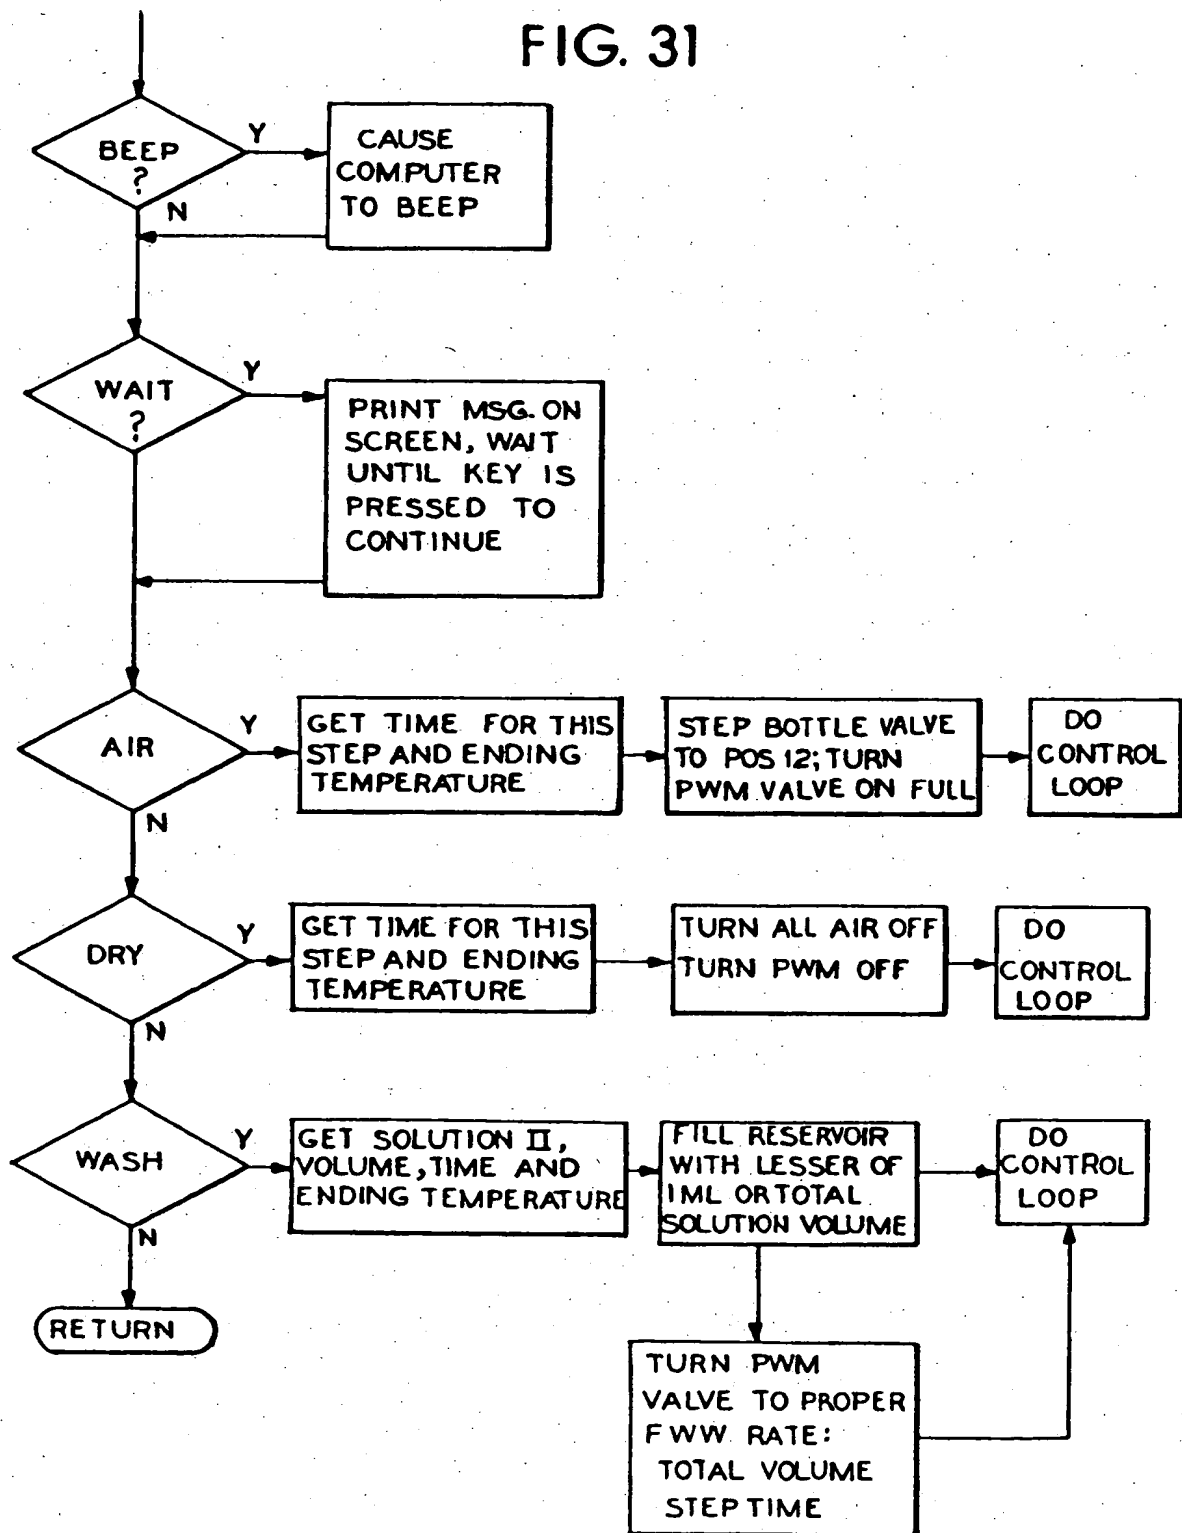 FIG. 31
BEEP
?
Y
N
CAUSE
COMPUTER
TO BEEP
WAIT
?
Y
PRINT MSG. ON
SCREEN, WAIT
UNTIL KEY IS
PRESSED TO
CONTINUE
AIR
Y
N
GET TIME FOR THIS
STEP AND ENDING
TEMPERATURE
STEP BOTTLE VALVE
TO POS 12; TURN
PWM VALVE ON FULL
DO
CONTROL
LOOP
DRY
Y
N
GET TIME FOR THIS
STEP AND ENDING
TEMPERATURE
TURN ALL AIR OFF
TURN PWM OFF
DO
CONTROL
LOOP
WASH
Y
N
GET SOLUTION II,
VOLUME, TIME AND
ENDING TEMPERATURE
FILL RESERVOIR
WITH LESSER OF
1 ML OR TOTAL
SOLUTION VOLUME
DO
CONTROL
LOOP
RETURN
TURN PWM
VALVE TO PROPER
FWW RATE:
TOTAL VOLUME
STEP TIME